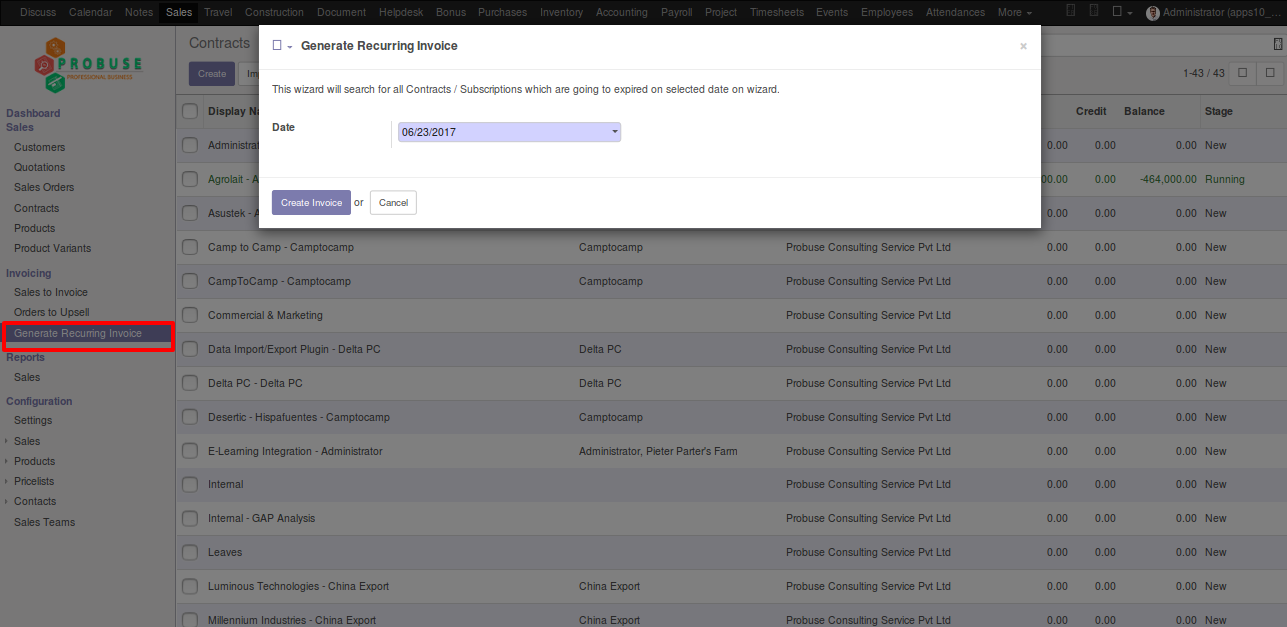 Discuss Calendar Notes Sales Travel Construction Document Helpdesk Bonus Purchases Inventory Accounting Payroll Project Timesheets Events Employees Attendances More Administrator (apps10_...
PROBUSE
PROFESSIONAL BUSINESS
Dashboard
Sales
Customers
Quotations
Sales Orders
Contracts
Products
Product Variants
Invoicing
Sales to Invoice
Orders to Upsell
Generate Recurring Invoice
Reports
Sales
Configuration
Settings
Sales
Products
Pricelists
Contacts
Sales Teams
Contracts
Create Im
1-43 / 43
Generate Recurring Invoice ×
This wizard will search for all Contracts / Subscriptions which are going to expired on selected date on wizard.
Date 06/23/2017
Create Invoice or Cancel
Display Na Credit Balance Stage
Administrat 0.00 0.00 0.00 New
Agrolait - A 00.00 0.00 -464,000.00 Running
Asustek - A 0.00 0.00 0.00 New
Camp to Camp - Camptocamp Camptocamp Probuse Consulting Service Pvt Ltd 0.00 0.00 0.00 New
CampToCamp - Camptocamp Camptocamp Probuse Consulting Service Pvt Ltd 0.00 0.00 0.00 New
Commercial & Marketing Probuse Consulting Service Pvt Ltd 0.00 0.00 0.00 New
Data Import/Export Plugin - Delta PC Delta PC Probuse Consulting Service Pvt Ltd 0.00 0.00 0.00 New
Delta PC - Delta PC Delta PC Probuse Consulting Service Pvt Ltd 0.00 0.00 0.00 New
Desertic - Hispafuentes - Camptocamp Camptocamp Probuse Consulting Service Pvt Ltd 0.00 0.00 0.00 New
E-Learning Integration - Administrator Administrator, Pieter Parter's Farm Probuse Consulting Service Pvt Ltd 0.00 0.00 0.00 New
Internal Probuse Consulting Service Pvt Ltd 0.00 0.00 0.00 New
Internal - GAP Analysis Probuse Consulting Service Pvt Ltd 0.00 0.00 0.00 New
Leaves Probuse Consulting Service Pvt Ltd 0.00 0.00 0.00 New
Luminous Technologies - China Export China Export Probuse Consulting Service Pvt Ltd 0.00 0.00 0.00 New
Millennium Industries - China Export China Export Probuse Consulting Service Pvt Ltd 0.00 0.00 0.00 New